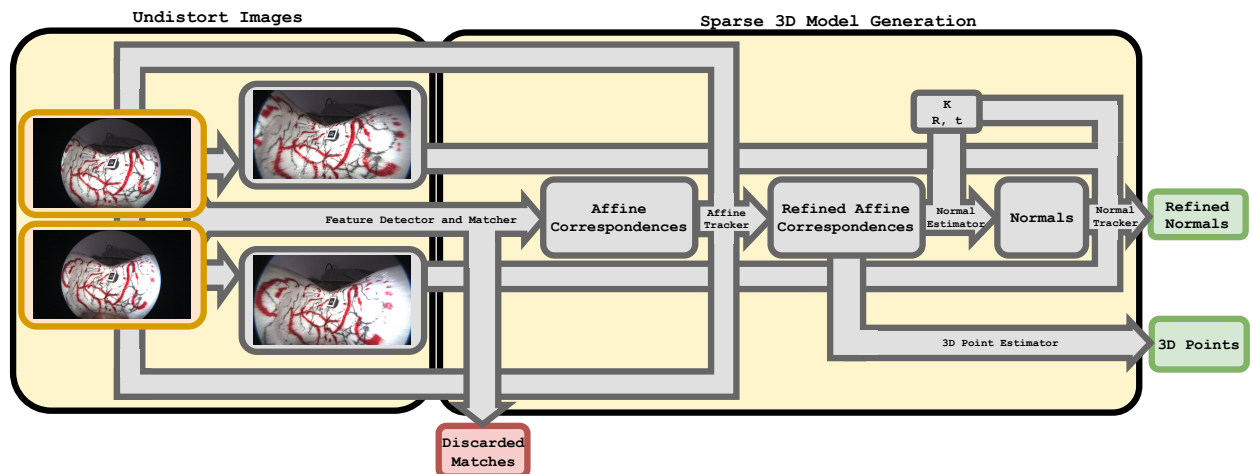 Undistort Images
Sparse 3D Model Generation
K
R, t
Feature Detector and Matcher
Affine
Correspondences
Affine
Tracker
Refined Affine
Correspondences
Normal
Estimator
Normals
Normal
Tracker
Refined
Normals
3D Point Estimator
3D Points
Discarded
Matches